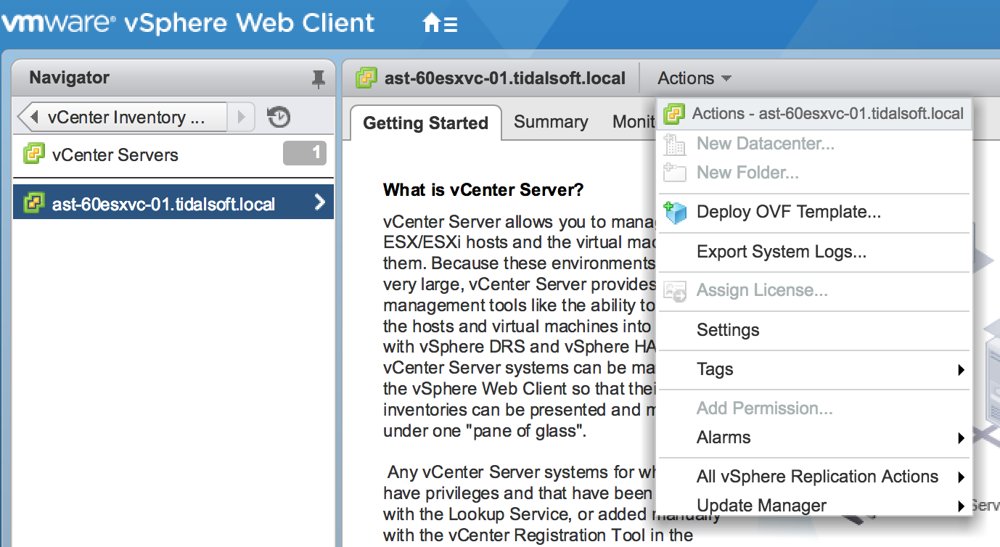 vmware® vSphere Web Client
Navigator
vCenter Inventory ...
vCenter Servers
1
ast-60esxvc-01.tidalsoft.local
ast-60esxvc-01.tidalsoft.local
Actions
Getting Started
Summary
Monit
What is vCenter Server?
vCenter Server allows you to manag
ESX/ESXi hosts and the virtual mac
them. Because these environments
very large, vCenter Server provides
management tools like the ability to
the hosts and virtual machines into
with vSphere DRS and vSphere HA
vCenter Server systems can be ma
the vSphere Web Client so that thei
inventories can be presented and m
under one "pane of glass".
Any vCenter Server systems for wh
have privileges and that have been
with the Lookup Service, or added manually
with the vCenter Registration Tool in the
Actions - ast-60esxvc-01.tidalsoft.local
New Datacenter...
New Folder...
Deploy OVF Template...
Export System Logs...
Assign License...
Settings
Tags
Add Permission...
Alarms
All vSphere Replication Actions
Update Manager
Serv